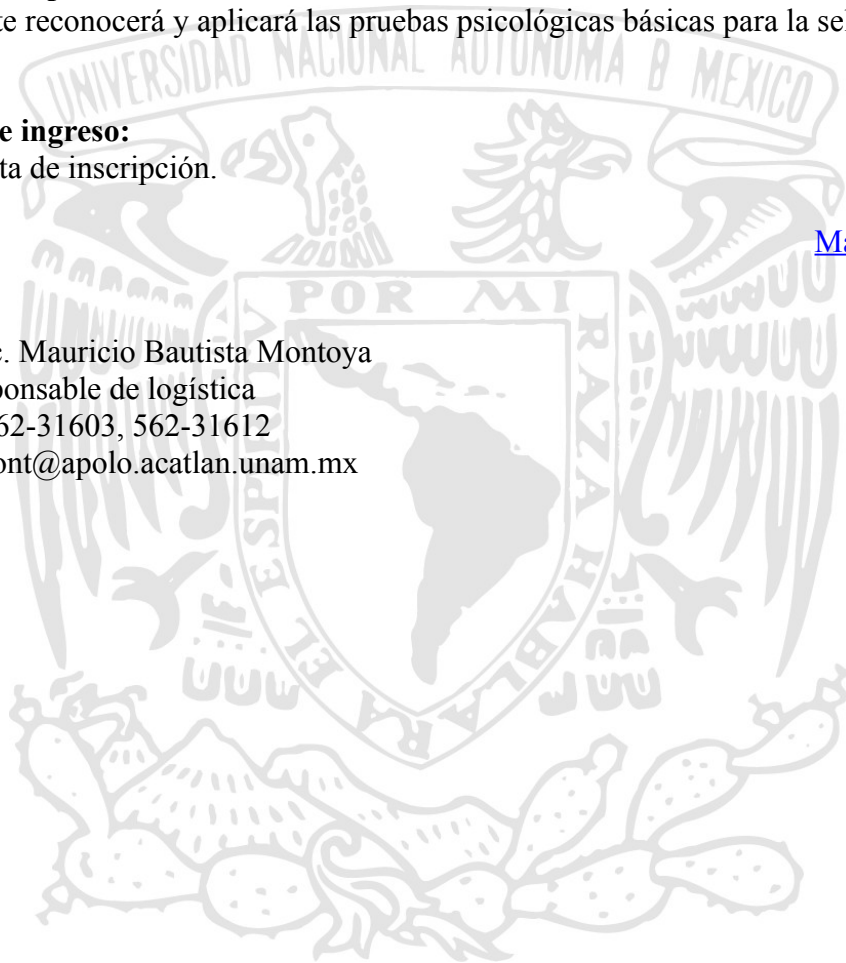 te reconocerá y aplicará las pruebas psicológicas básicas para la sel
UNIVERSIDAD NACIONAL AUTONOMA DE MEXICO
e ingreso:
ta de inscripción.
Ma
POR MI RAZA HABLARA EL ESPIRITV
c. Mauricio Bautista Montoya
ponsable de logística
62-31603, 562-31612
ont@apolo.acatlan.unam.mx